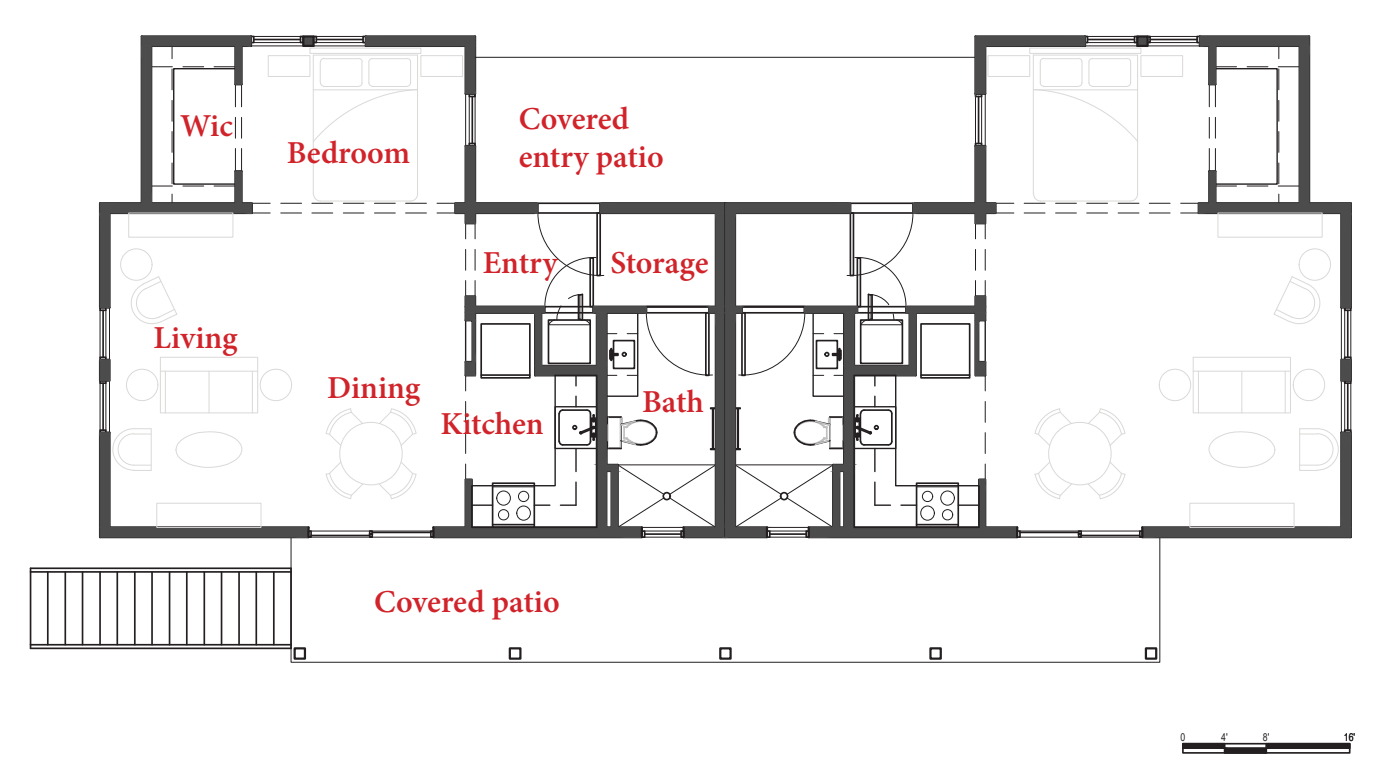 Wic
Bedroom
Covered
entry patio
Entry
Storage
Living
Dining
Kitchen
Bath
Covered patio
0 4' 8' 16'